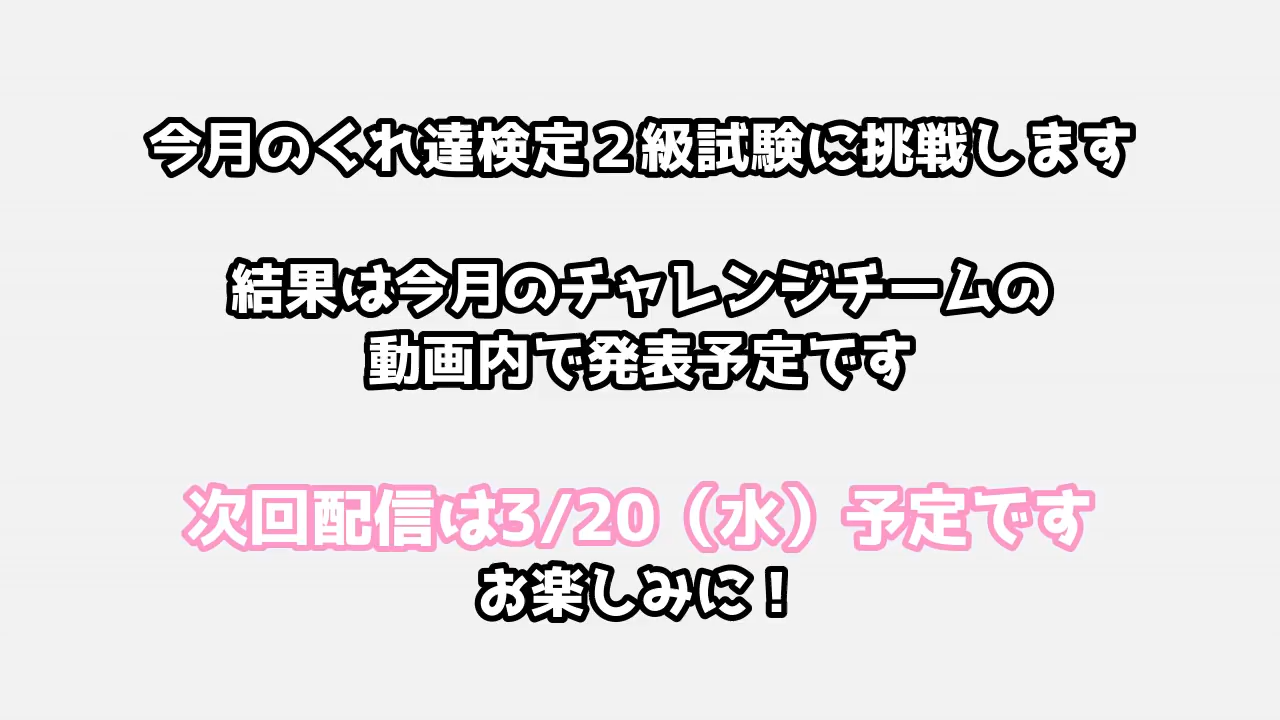 今月のくれ達検定２級試験に挑戦します
結果は今月のチャレンジチームの
動画内で発表予定です
次回配信は3/20（水）予定です
お楽しみに！